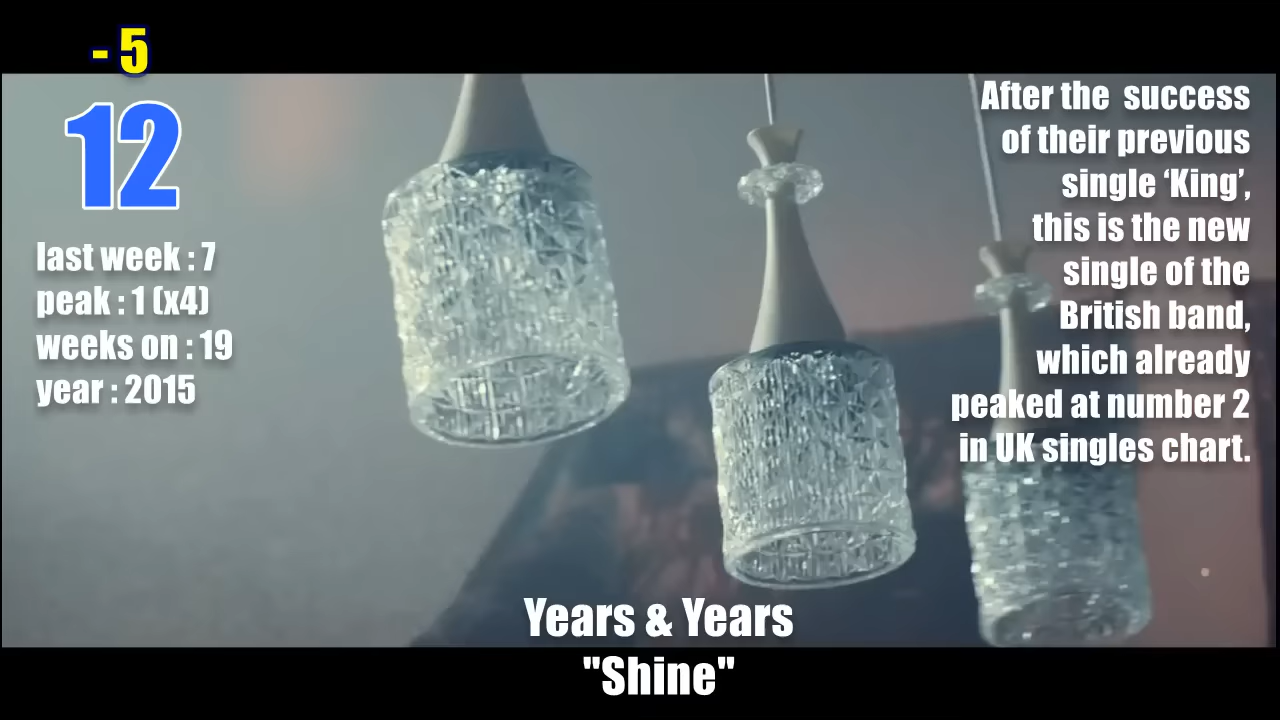 - 5
12
last week : 7
peak : 1 (x4)
weeks on : 19
year : 2015
After the  success
of their previous
single ‘King’,
this is the new
single of the
British band,
which already
peaked at number 2
in UK singles chart.
Years & Years
"Shine"